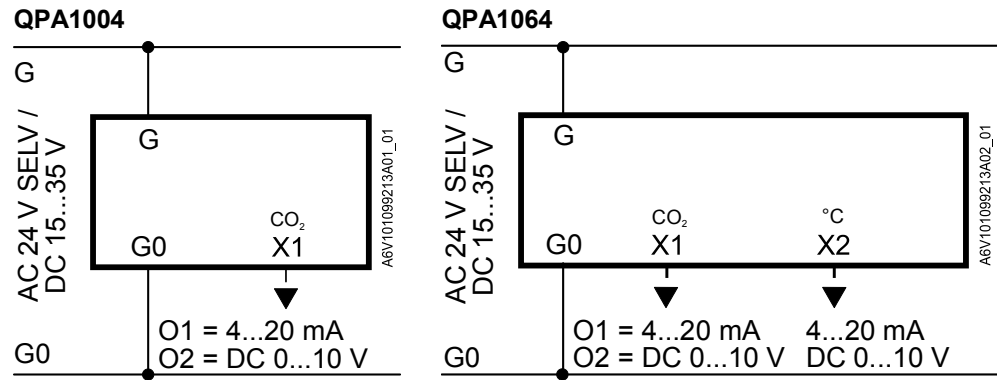 QPA1004
G
AC 24 V SELV /
DC 15...35 V
G
CO₂
G0 X1
A6V101099213A01_01
O1 = 4...20 mA
G0
O2 = DC 0...10 V
QPA1064
G
AC 24 V SELV /
DC 15...35 V
G
CO₂ °C
G0 X1 X2
A6V101099213A02_01
O1 = 4...20 mA 4...20 mA
G0
O2 = DC 0...10 V DC 0...10 V